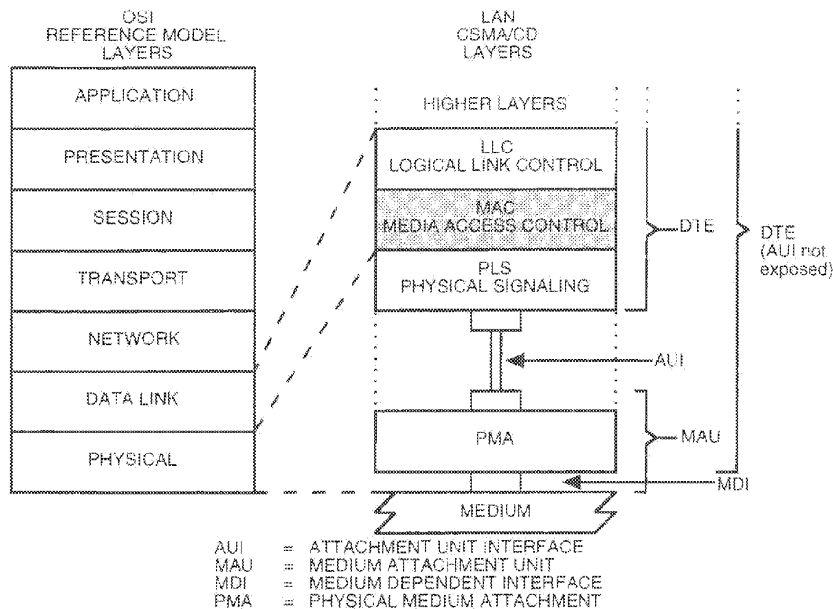 OSI
REFERENCE MODEL
LAYERS
APPLICATION
PRESENTATION
SESSION
TRANSPORT
NETWORK
DATA LINK
PHYSICAL
LAN
CSMA/CD
LAYERS
HIGHER LAYERS
LLC
LOGICAL LINK CONTROL
MAC
MEDIA ACCESS CONTROL
PLS
PHYSICAL SIGNALING
PMA
MEDIUM
DTE
DTE
(AUI not
exposed)
AUI
MAU
MDI
AUI = ATTACHMENT UNIT INTERFACE
MAU = MEDIUM ATTACHMENT UNIT
MDI = MEDIUM DEPENDENT INTERFACE
PMA = PHYSICAL MEDIUM ATTACHMENT